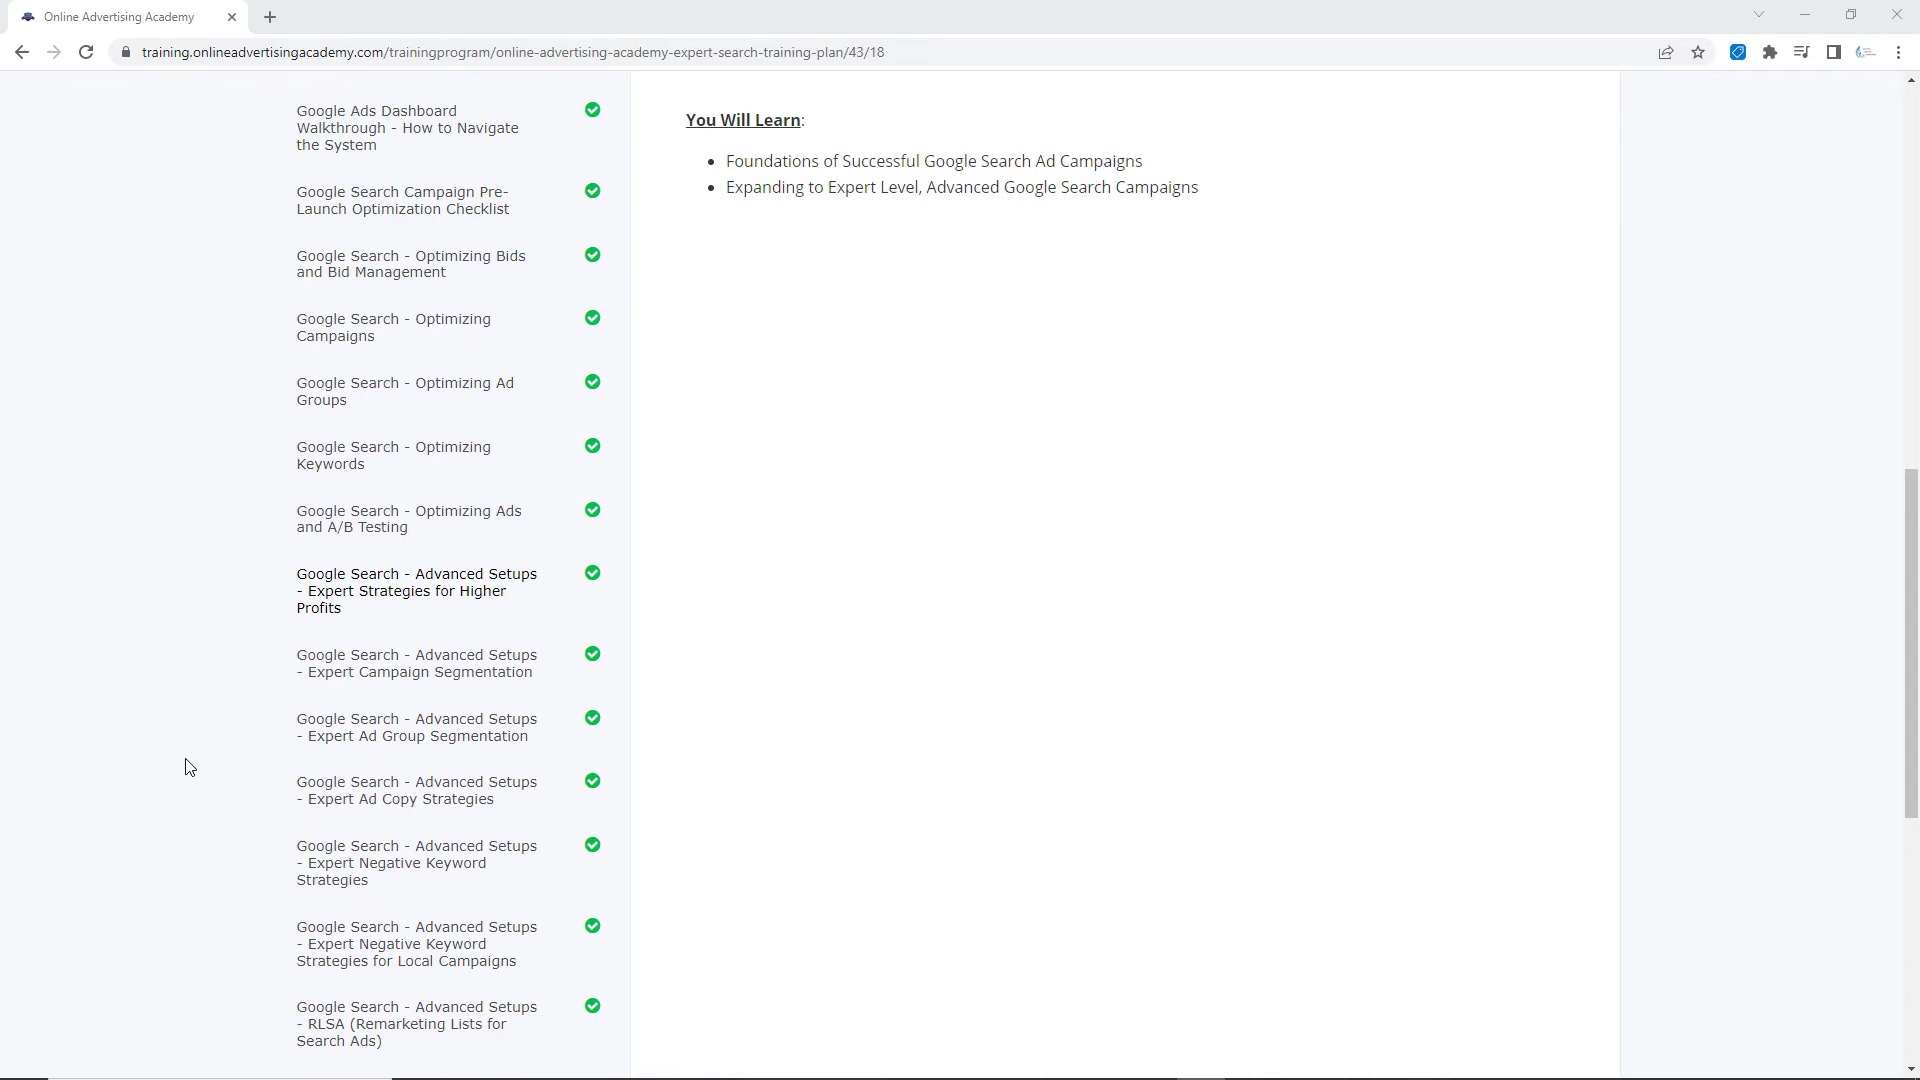 Online Advertising Academy
training.onlineadvertisingacademy.com/trainingprogram/online-advertising-academy-expert-search-training-plan/43/18
Google Ads Dashboard
Walkthrough - How to Navigate
the System
Google Search Campaign Pre-
Launch Optimization Checklist
Google Search - Optimizing Bids
and Bid Management
Google Search - Optimizing
Campaigns
Google Search - Optimizing Ad
Groups
Google Search - Optimizing
Keywords
Google Search - Optimizing Ads
and A/B Testing
Google Search - Advanced Setups
- Expert Strategies for Higher
Profits
Google Search - Advanced Setups
- Expert Campaign Segmentation
Google Search - Advanced Setups
- Expert Ad Group Segmentation
Google Search - Advanced Setups
- Expert Ad Copy Strategies
Google Search - Advanced Setups
- Expert Negative Keyword
Strategies
Google Search - Advanced Setups
- Expert Negative Keyword
Strategies for Local Campaigns
Google Search - Advanced Setups
- RLSA (Remarketing Lists for
Search Ads)
You Will Learn:
• Foundations of Successful Google Search Ad Campaigns
• Expanding to Expert Level, Advanced Google Search Campaigns